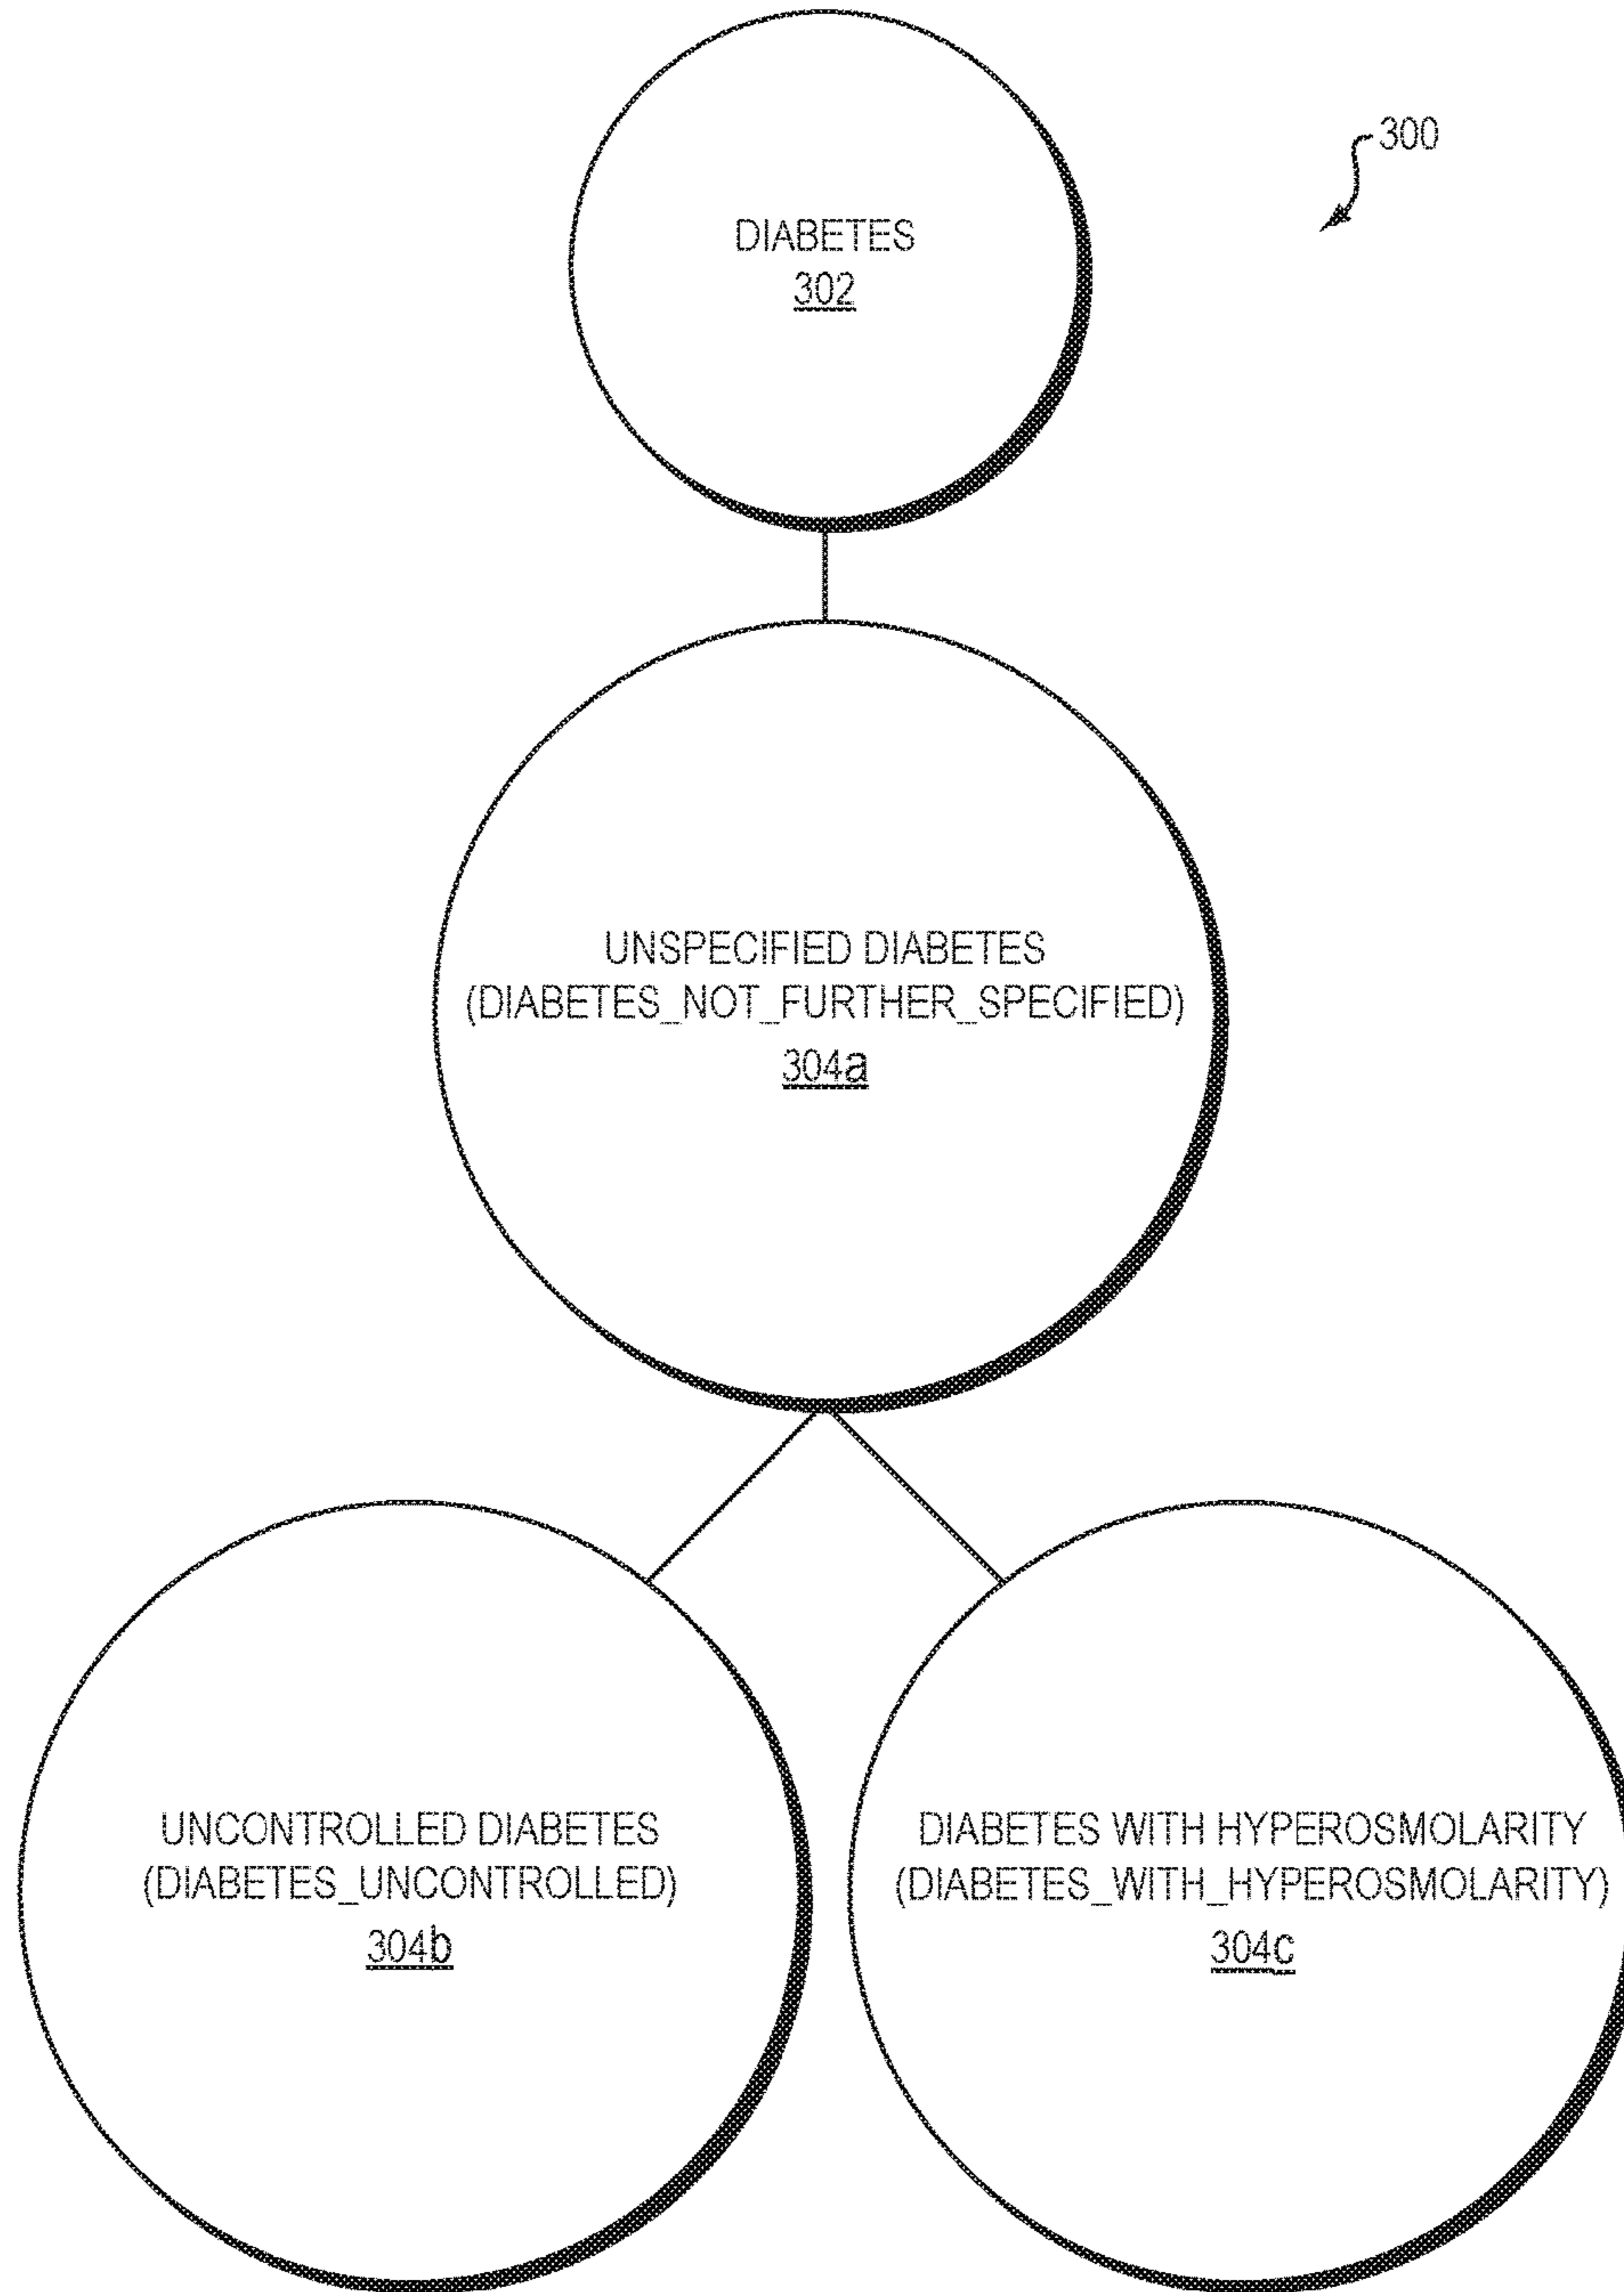 300
DIABETES
302
UNSPECIFIED DIABETES
(DIABETES_NOT_FURTHER_SPECIFIED)
304a
UNCONTROLLED DIABETES
(DIABETES_UNCONTROLLED)
304b
DIABETES WITH HYPEROSMOLARITY
(DIABETES_WITH_HYPEROSMOLARITY)
304c